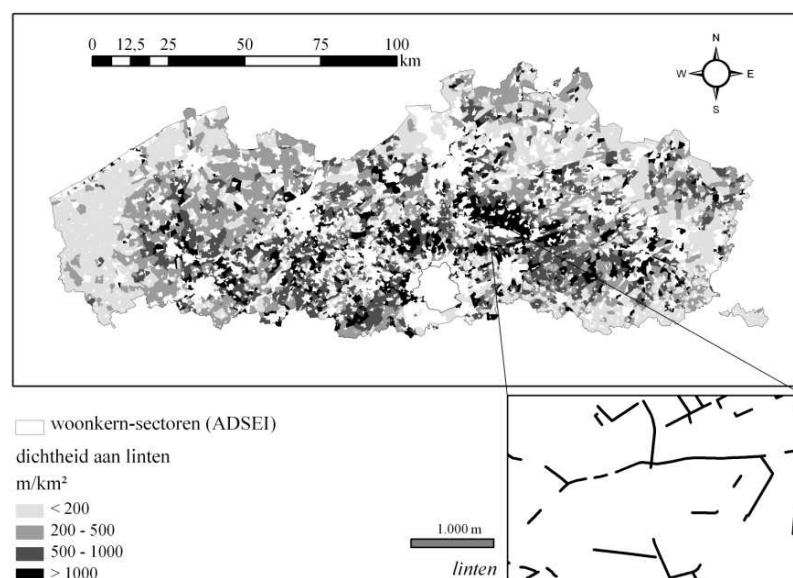 0 12,5 25 50 75 100
km
N
W E
S
woonkern-sectoren (ADSEI)
dichtheid aan linten
m/km²
< 200
200 - 500
500 - 1000
> 1000
1.000 m
linten